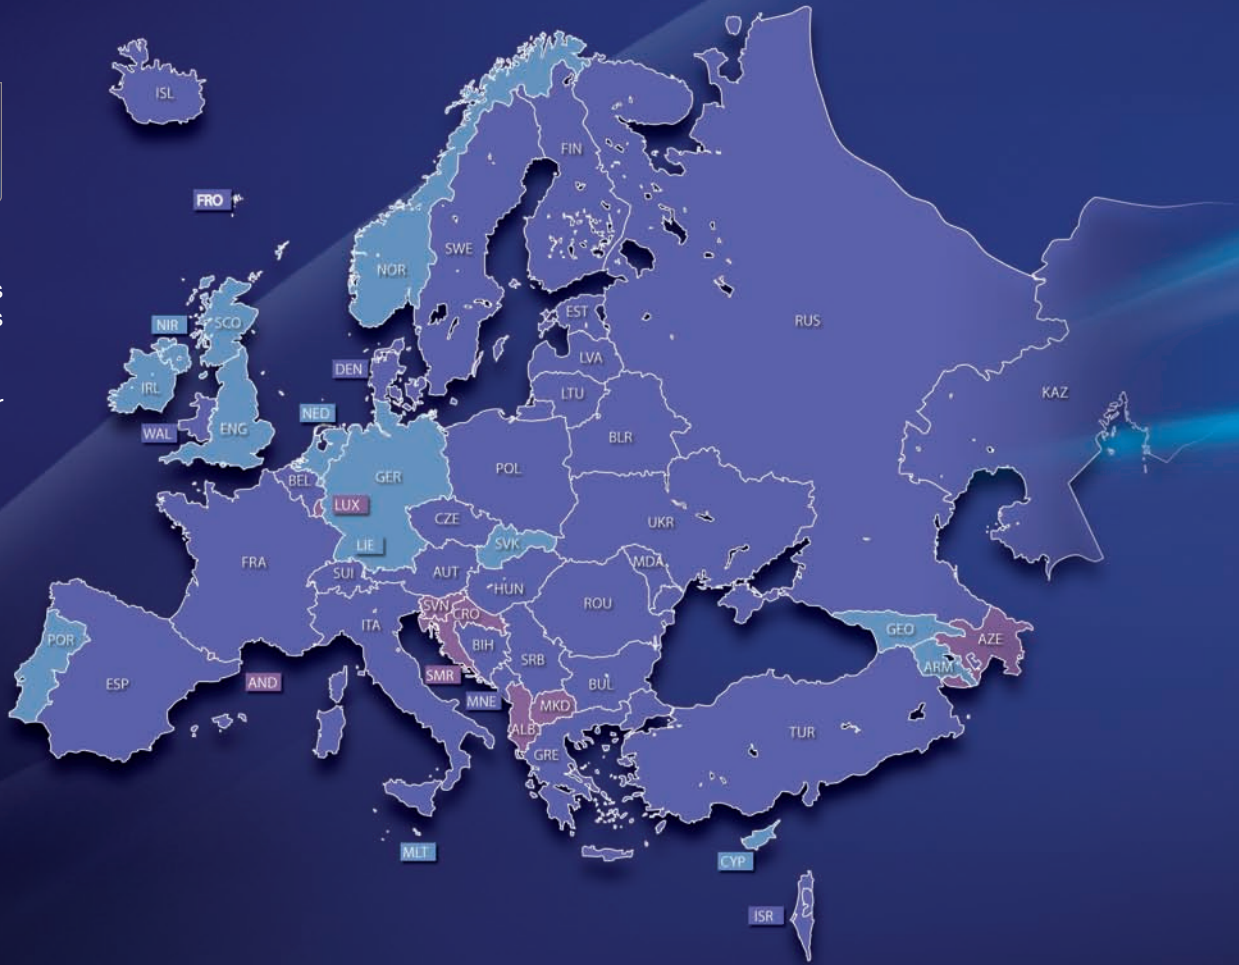 ISL
FIN
FRO
SWE
NOR
RUS
EST
NIR
SCO
LVA
DEN
IRL
LTU
KAZ
NED
WAL
ENG
BLR
BEL
GER
POL
LUX
CZE
UKR
LIE
SVK
FRA
MDA
SUI
AUT
HUN
ROU
SVN
CRO
ITA
GEO
AZE
POR
BIH
SRB
ARM
ESP
AND
SMR
BUL
MNE
MKD
ALB
TUR
GRE
MLT
CYP
ISR
s
s
r